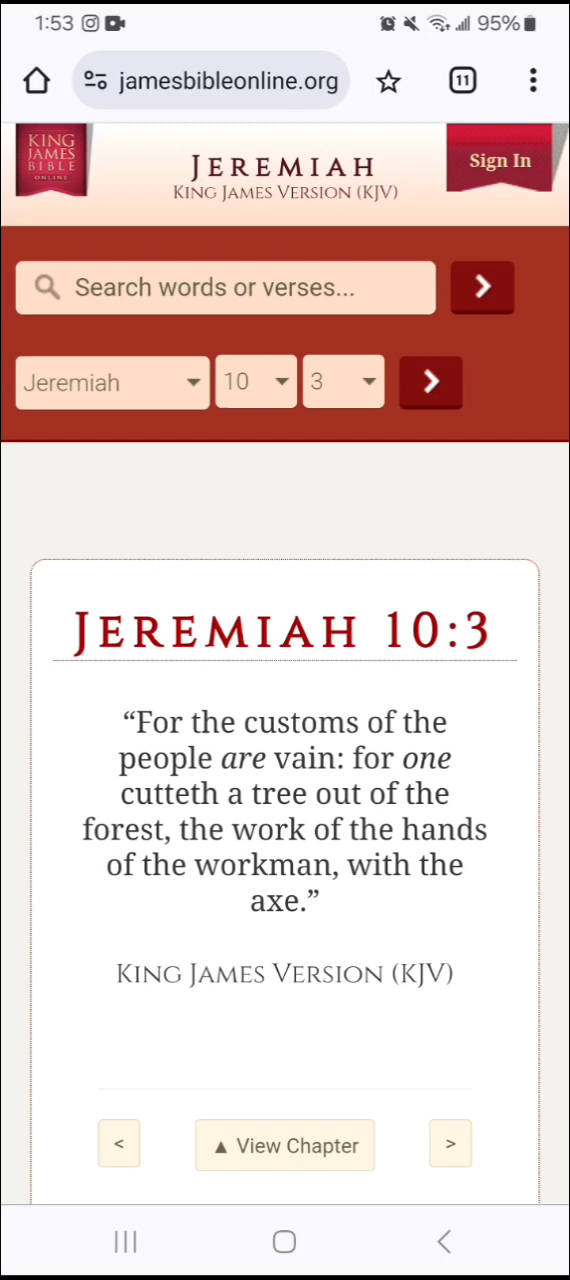 1:53 95%
jamesbibleonline.org 11
KING
JAMES
BIBLE
ONLINE
JEREMIAH
KING JAMES VERSION (KJV)
Sign In
Search words or verses...
Jeremiah 10 3
JEREMIAH 10:3
“For the customs of the
people are vain: for one
cutteth a tree out of the
forest, the work of the hands
of the workman, with the
axe.”
KING JAMES VERSION (KJV)
< ▲ View Chapter >